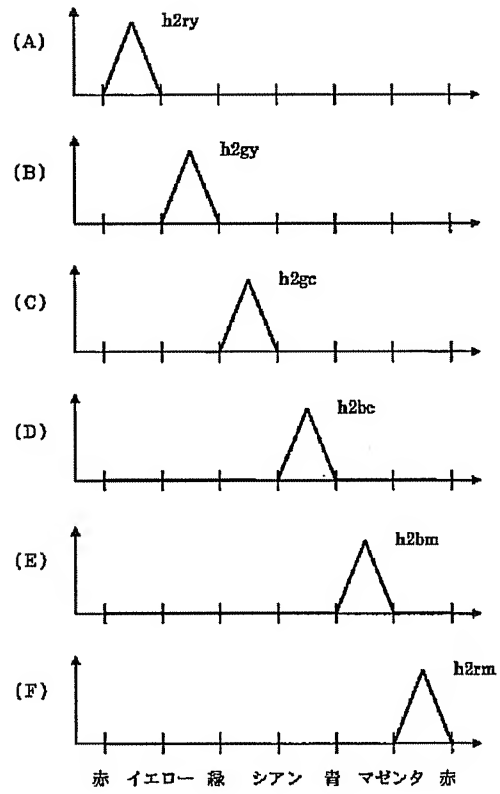 (A) h2ry
(B) h2gy
(C) h2gc
(D) h2bc
(E) h2bm
(F) h2rm
赤 イエロー 緑 シアン 青 マゼンタ 赤